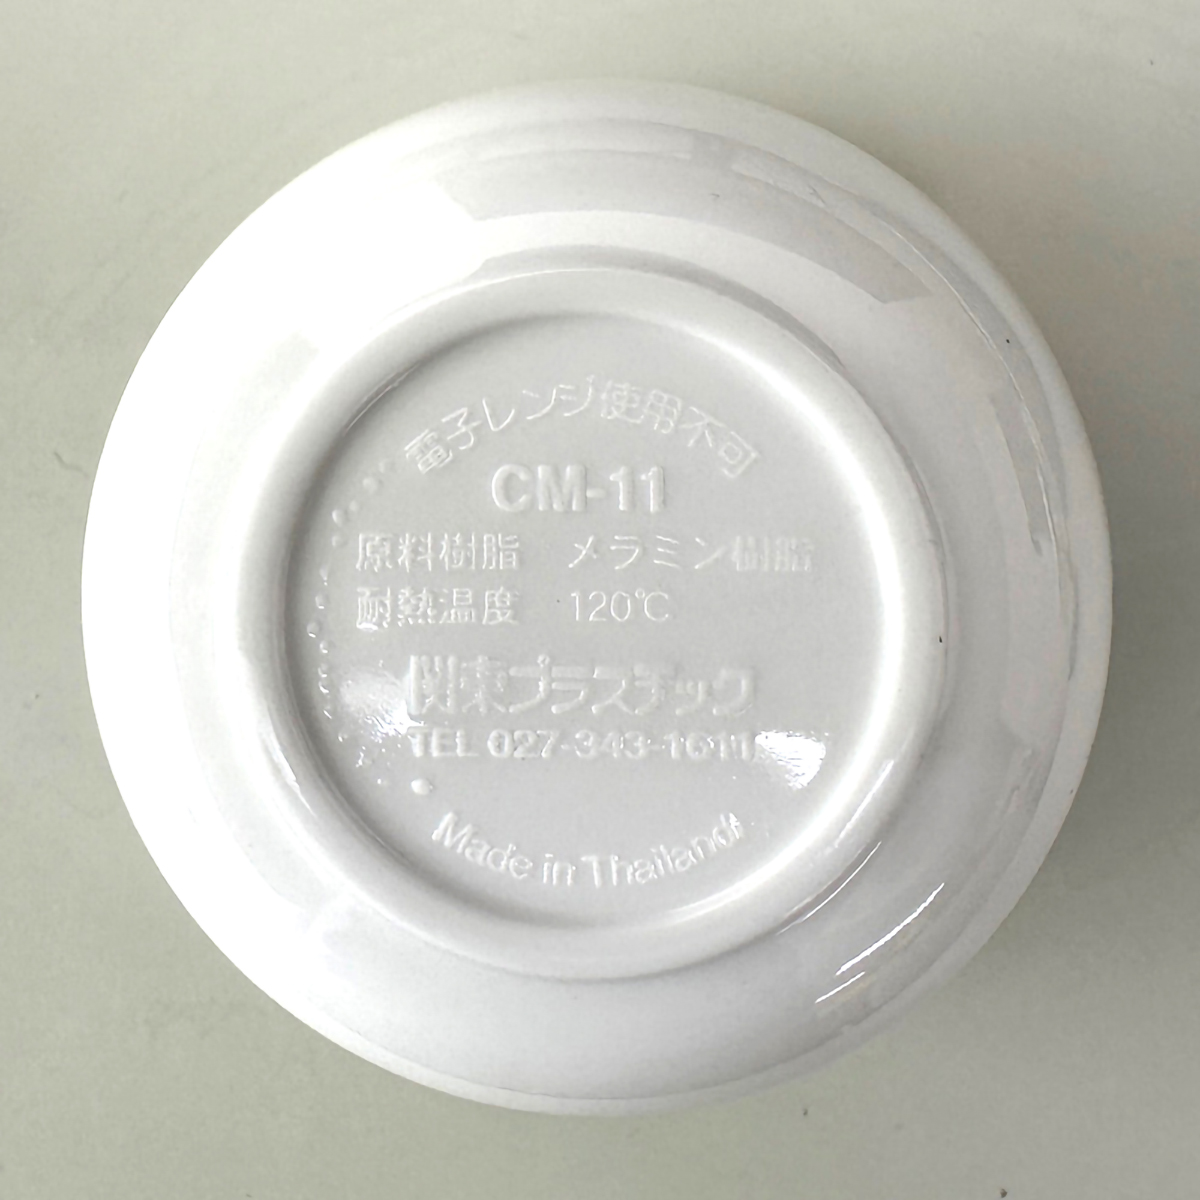 電子レンジ使用不可
CM-11
原料樹脂　メラミン樹脂
耐熱温度　120℃
関東プラスチック
TEL 027-343-1611
Made in Thailand